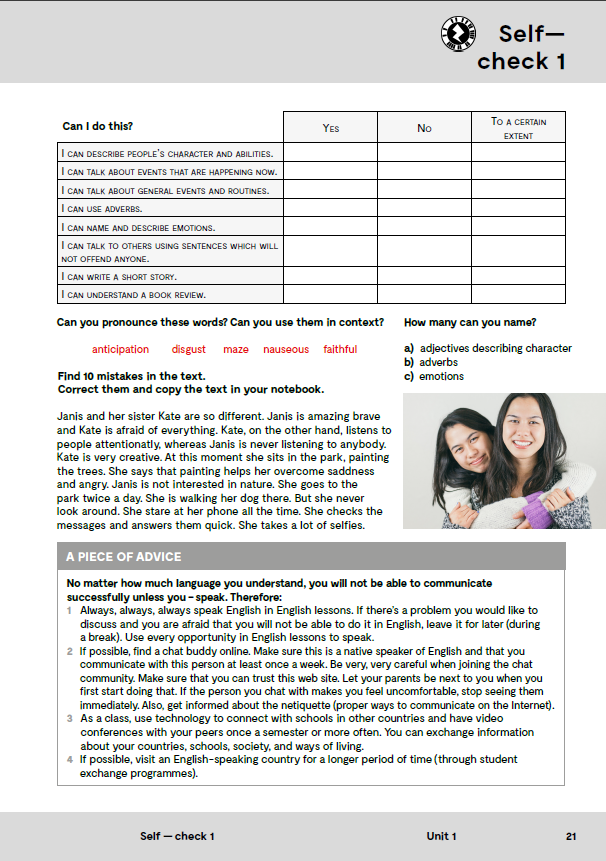 Self—
check 1
Can I do this?
Yes
No
To a certain
extent
I can describe people's character and abilities.
I can talk about events that are happening now.
I can talk about general events and routines.
I can use adverbs.
I can name and describe emotions.
I can talk to others using sentences which will
not offend anyone.
I can write a short story.
I can understand a book review.
Can you pronounce these words? Can you use them in context?
anticipation disgust maze nauseous faithful
Find 10 mistakes in the text.
Correct them and copy the text in your notebook.
How many can you name?
a) adjectives describing character
b) adverbs
c) emotions
Janis and her sister Kate are so different. Janis is amazing brave
and Kate is afraid of everything. Kate, on the other hand, listens to
people attentionatly, whereas Janis is never listening to anybody.
Kate is very creative. At this moment she sits in the park, painting
the trees. She says that painting helps her overcome saddness
and angry. Janis is not interested in nature. She goes to the
park twice a day. She is walking her dog there. But she never
look around. She stare at her phone all the time. She checks the
messages and answers them quick. She takes a lot of selfies.
A PIECE OF ADVICE
No matter how much language you understand, you will not be able to communicate
successfully unless you – speak. Therefore:
1 Always, always, always speak English in English lessons. If there's a problem you would like to
discuss and you are afraid that you will not be able to do it in English, leave it for later (during
a break). Use every opportunity in English lessons to speak.
2 If possible, find a chat buddy online. Make sure this is a native speaker of English and that you
communicate with this person at least once a week. Be very, very careful when joining the chat
community. Make sure that you can trust this web site. Let your parents be next to you when you
first start doing that. If the person you chat with makes you feel uncomfortable, stop seeing them
immediately. Also, get informed about the netiquette (proper ways to communicate on the Internet).
3 As a class, use technology to connect with schools in other countries and have video
conferences with your peers once a semester or more often. You can exchange information
about your countries, schools, society, and ways of living.
4 If possible, visit an English-speaking country for a longer period of time (through student
exchange programmes).
Self — check 1
Unit 1
21